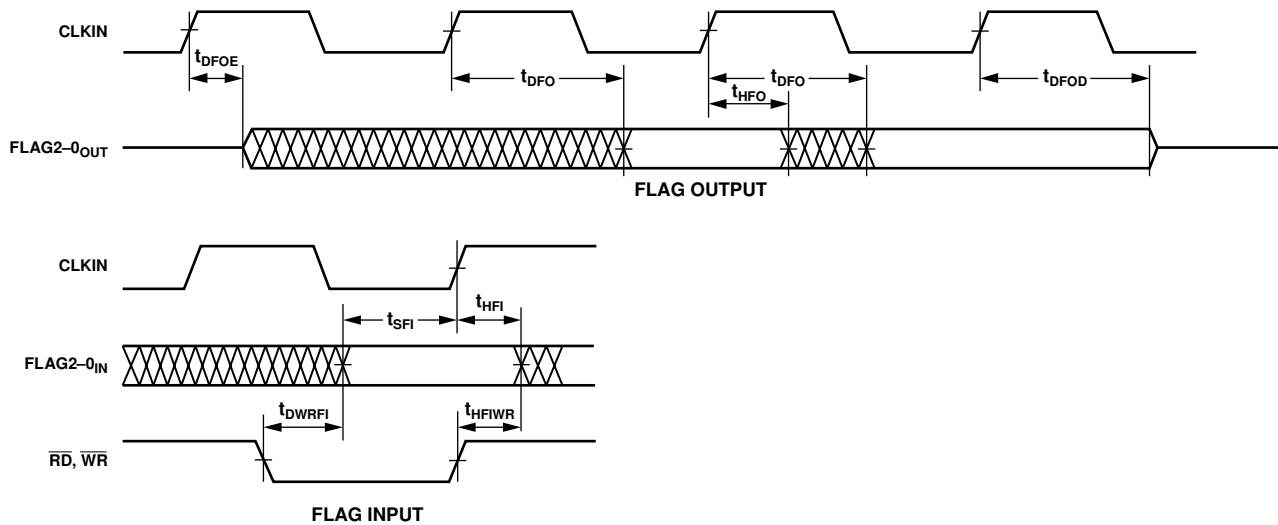 CLKIN
tDFOE
tDFO
tDFO
tHFO
tDFOD
FLAG2–0OUT
FLAG OUTPUT
CLKIN
tSFI
tHFI
FLAG2–0IN
tDWRFI
tHFIWR
RD, WR
FLAG INPUT